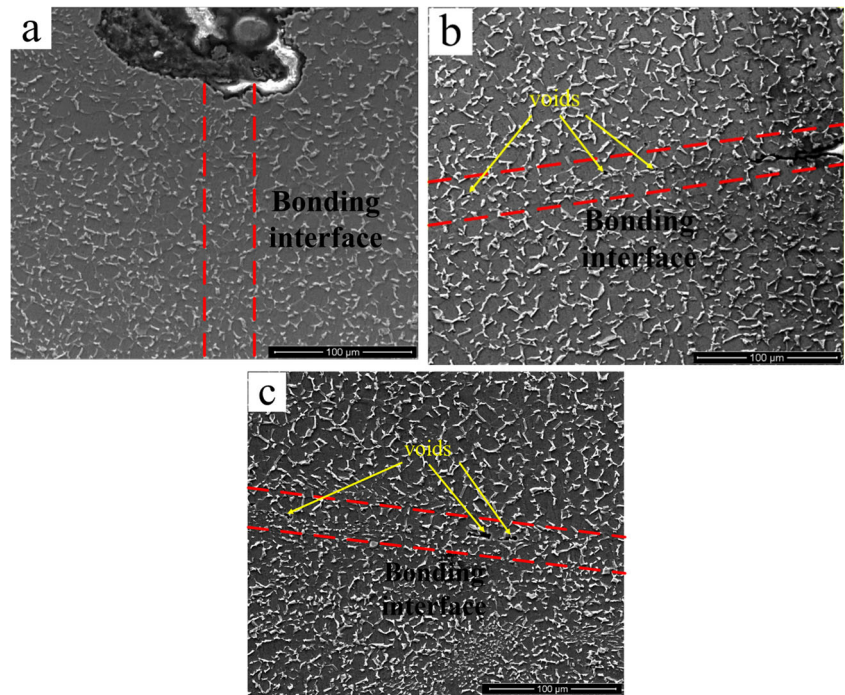 a
Bonding
interface
100 µm
b
voids
Bonding
interface
100 µm
c
voids
Bonding
interface
100 µm